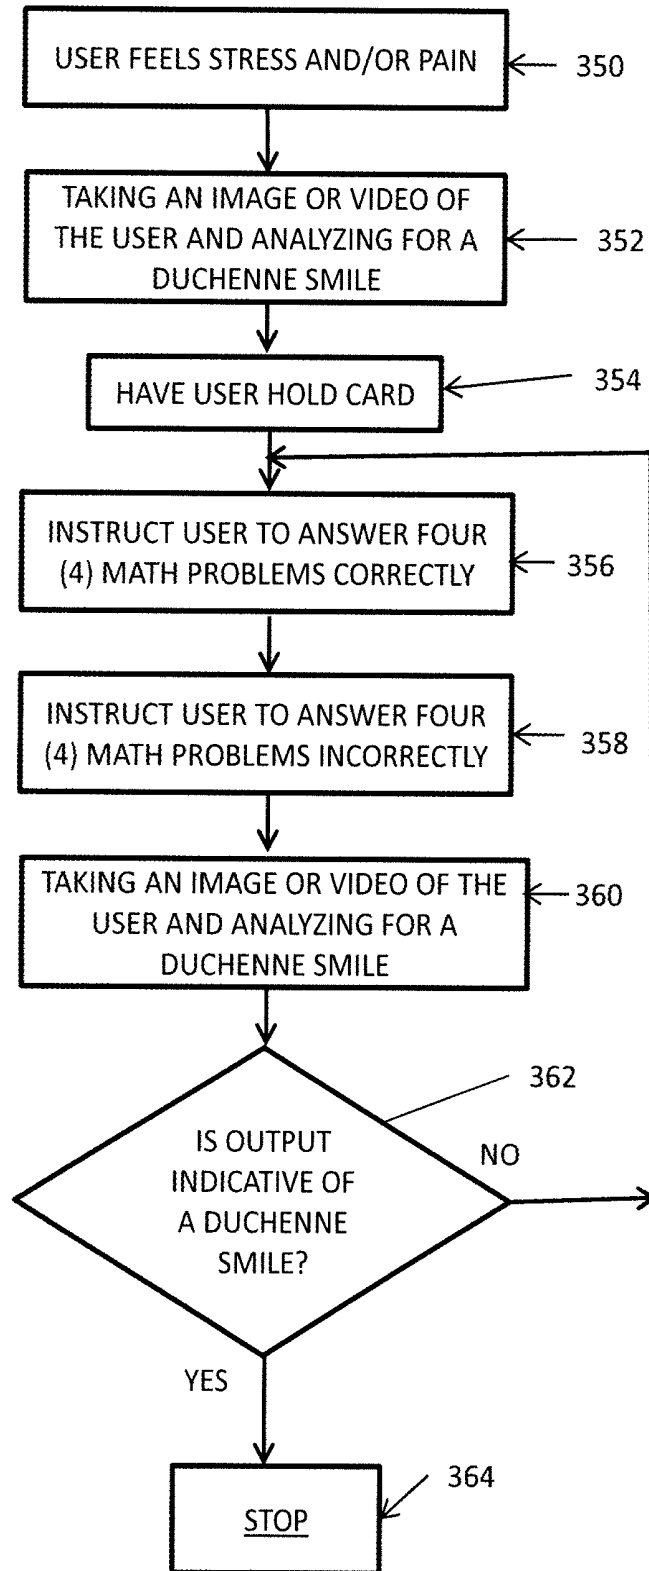 USER FEELS STRESS AND/OR PAIN
350
TAKING AN IMAGE OR VIDEO OF
THE USER AND ANALYZING FOR A
DUCHENNE SMILE
352
HAVE USER HOLD CARD
354
INSTRUCT USER TO ANSWER FOUR
(4) MATH PROBLEMS CORRECTLY
356
INSTRUCT USER TO ANSWER FOUR
(4) MATH PROBLEMS INCORRECTLY
358
TAKING AN IMAGE OR VIDEO OF THE
USER AND ANALYZING FOR A
DUCHENNE SMILE
360
362
IS OUTPUT
INDICATIVE OF
A DUCHENNE
SMILE?
NO
YES
STOP
364